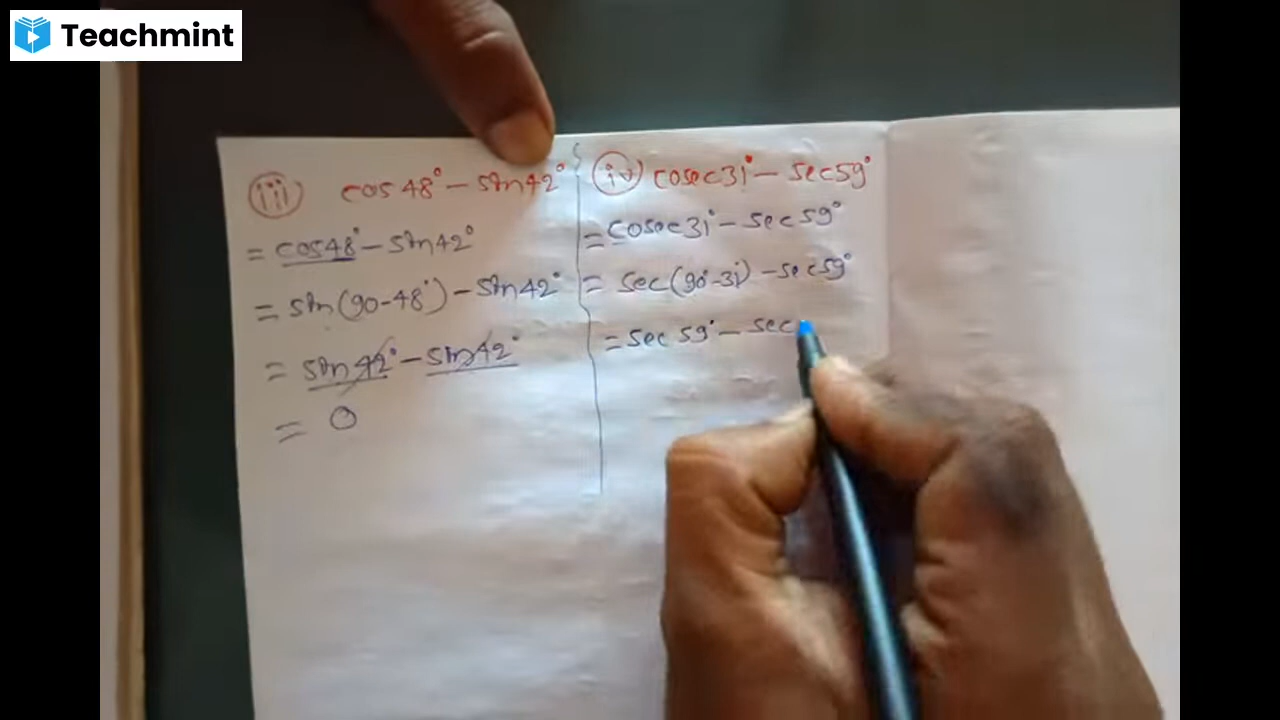 Teachmint
iii) cos 48° - sin 42°
= cos 48° - sin 42°
= sin (90 - 48°) - sin 42°
= sin 42° - sin 42°
= 0
iv) cosec 31° - sec 59°
= cosec 31° - sec 59°
= sec (90° - 31°) - sec 59°
= sec 59° - sec